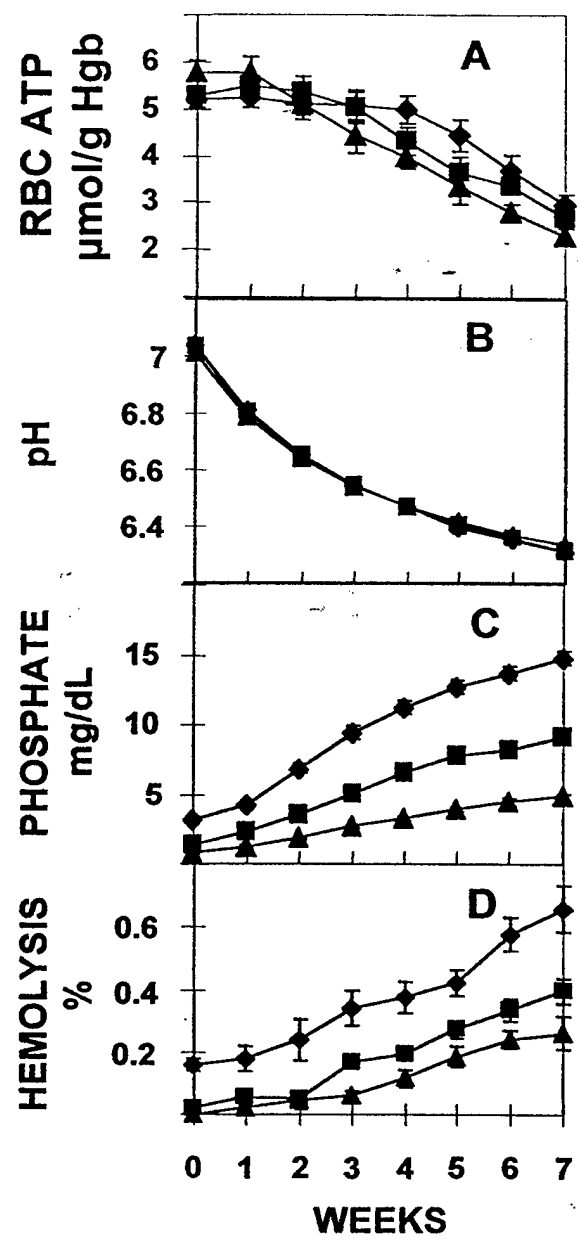 A
RBC ATP
µmol/g Hgb
6
5
4
3
2
B
pH
7
6.8
6.6
6.4
C
PHOSPHATE
mg/dL
15
10
5
D
HEMOLYSIS
%
0.6
0.4
0.2
0 1 2 3 4 5 6 7
WEEKS